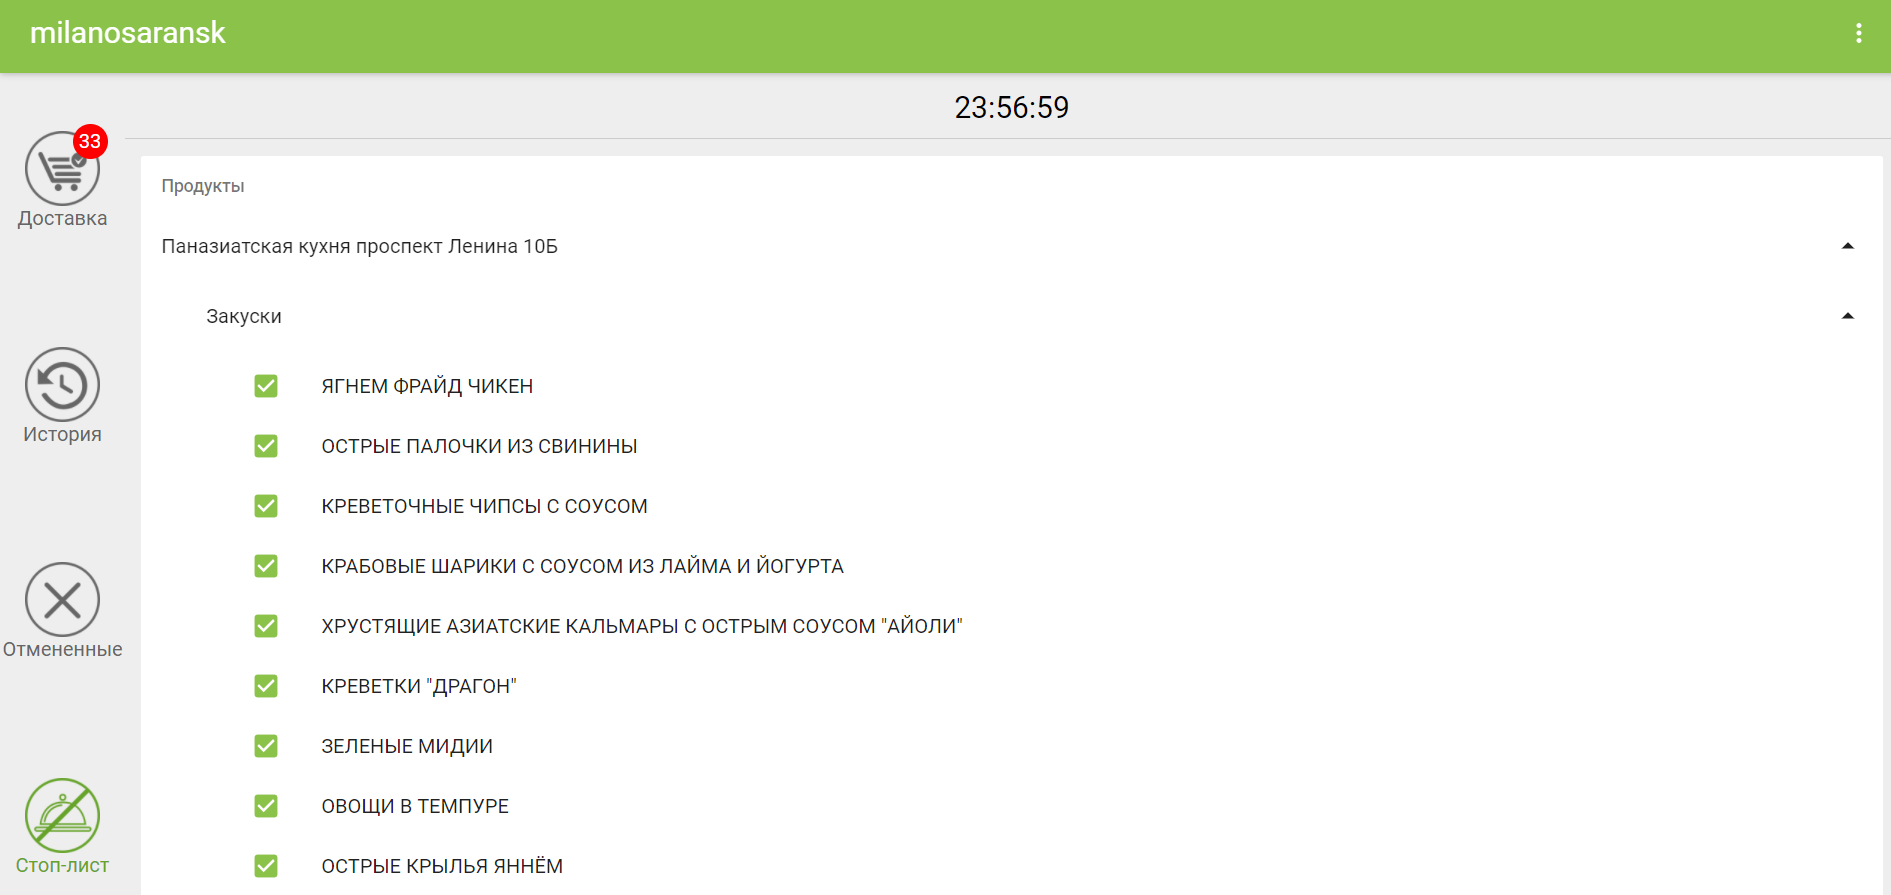 milanosaransk
23:56:59
33
Доставка
История
Отмененные
Стоп-лист
Продукты
Паназиатская кухня проспект Ленина 10Б
Закуски
ЯГНЕМ ФРАЙД ЧИКЕН
ОСТРЫЕ ПАЛОЧКИ ИЗ СВИНИНЫ
КРЕВЕТОЧНЫЕ ЧИПСЫ С СОУСОМ
КРАБОВЫЕ ШАРИКИ С СОУСОМ ИЗ ЛАЙМА И ЙОГУРТА
ХРУСТЯЩИЕ АЗИАТСКИЕ КАЛЬМАРЫ С ОСТРЫМ СОУСОМ "АЙОЛИ"
КРЕВЕТКИ "ДРАГОН"
ЗЕЛЕНЫЕ МИДИИ
ОВОЩИ В ТЕМПУРЕ
ОСТРЫЕ КРЫЛЬЯ ЯННЁМ